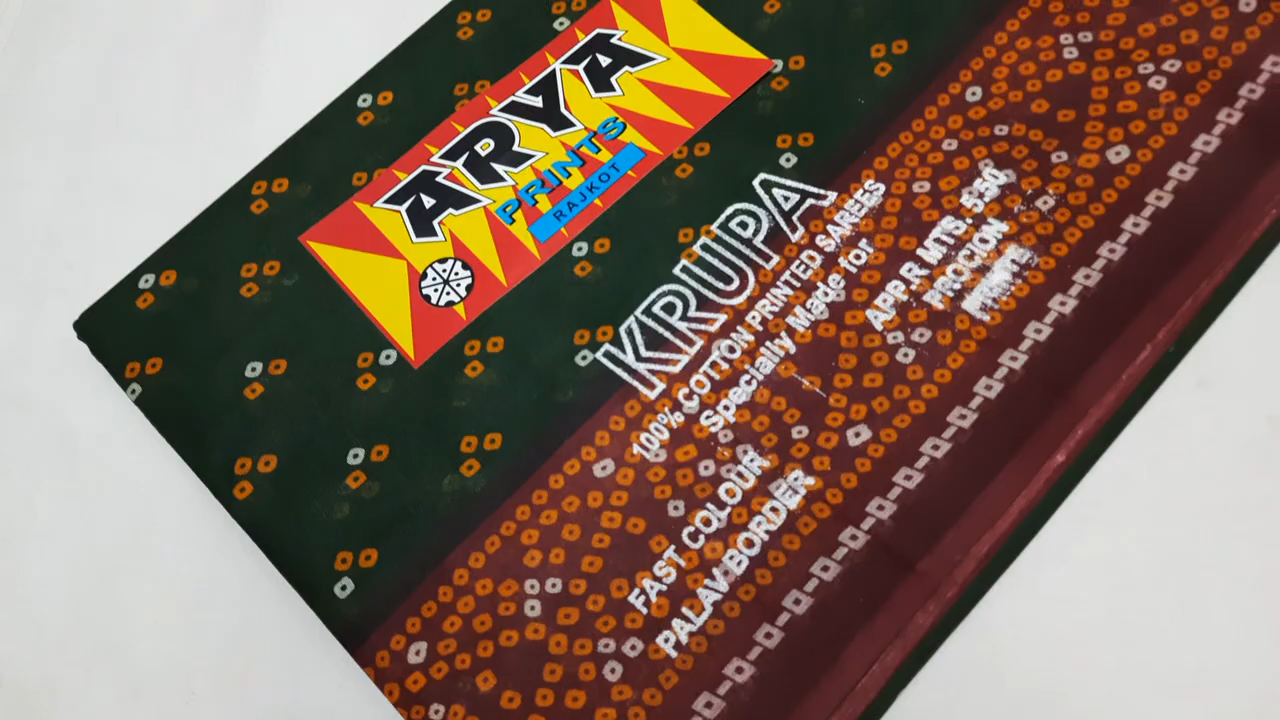 ARYA
PRINTS
RAJKOT
KRUPA
100% COTTON PRINTED SAREES
Specially Made for
APP.R MTS. 5.50
PROCION
PRINTS
FAST COLOUR
PALAV BORDER